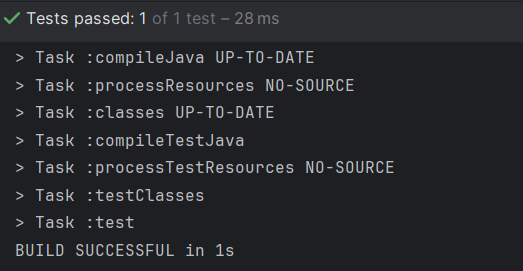 Tests passed: 1 of 1 test – 28 ms
> Task :compileJava UP-TO-DATE
> Task :processResources NO-SOURCE
> Task :classes UP-TO-DATE
> Task :compileTestJava
> Task :processTestResources NO-SOURCE
> Task :testClasses
> Task :test
BUILD SUCCESSFUL in 1s